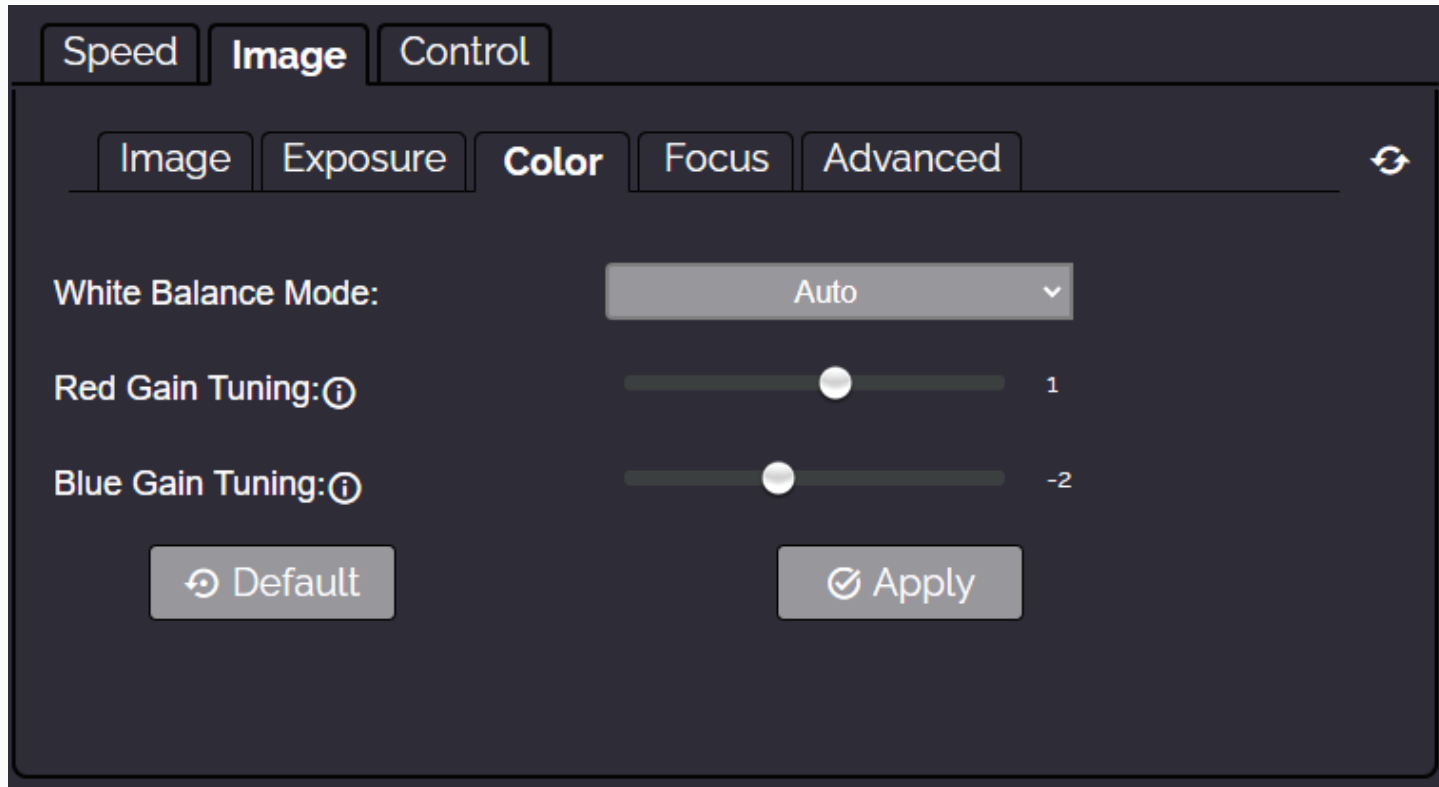 Speed Image Control
Image Exposure Color Focus Advanced
White Balance Mode: Auto
Red Gain Tuning: 1
Blue Gain Tuning: -2
Default Apply